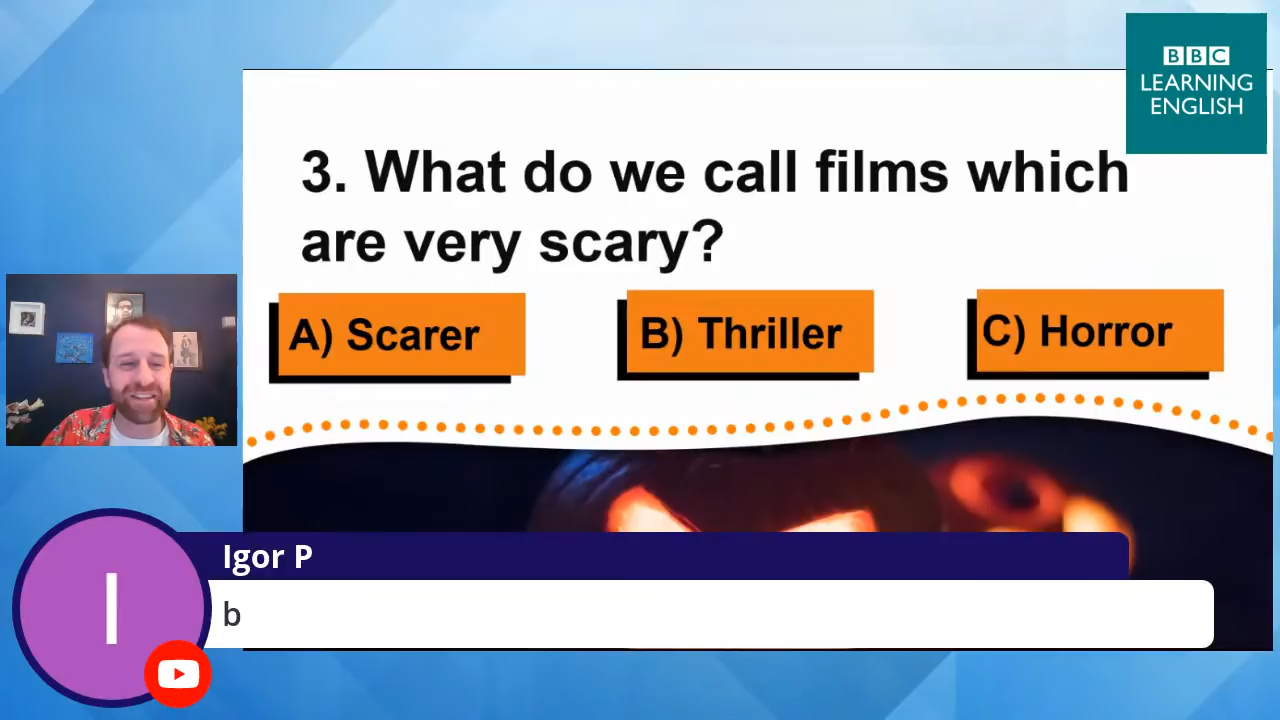 BBC
LEARNING
ENGLISH
3. What do we call films which
are very scary?
A) Scarer
B) Thriller
C) Horror
I
Igor P
b